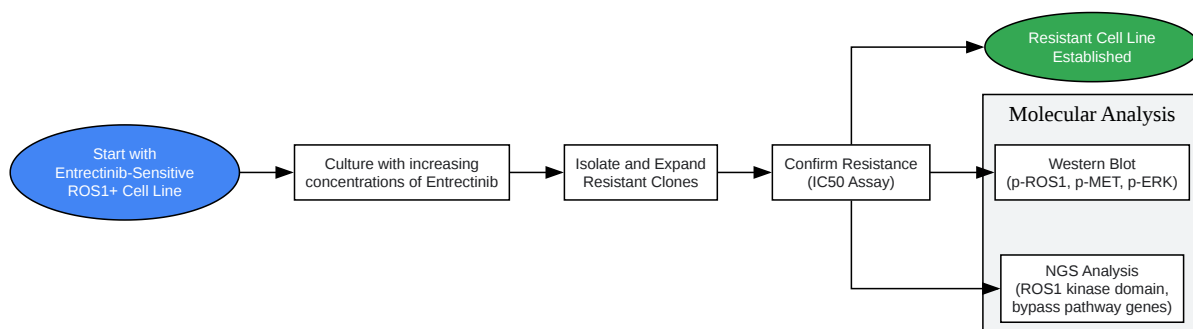 Start with
Entrectinib-Sensitive
ROS1+ Cell Line
Culture with increasing
concentrations of Entrectinib
Isolate and Expand
Resistant Clones
Confirm Resistance
(IC50 Assay)
Resistant Cell Line
Established
Molecular Analysis
Western Blot
(p-ROS1, p-MET, p-ERK)
NGS Analysis
(ROS1 kinase domain,
bypass pathway genes)